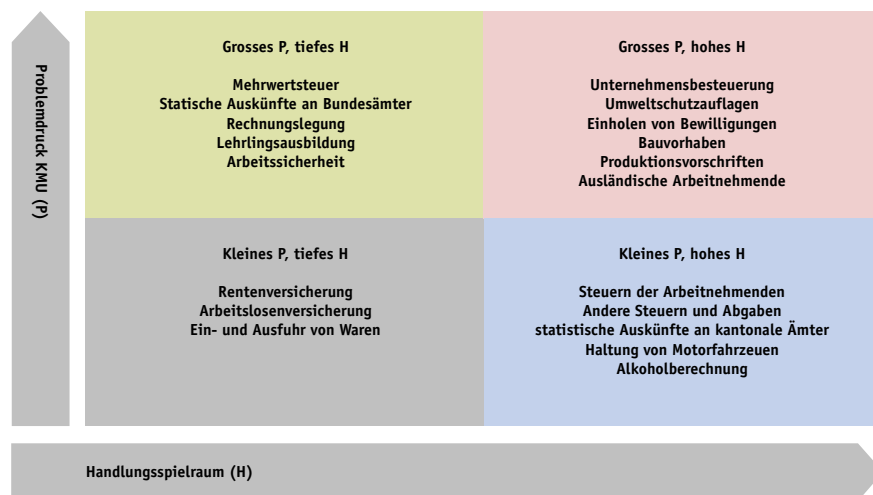 Problemdruck KMU (P)
Grosses P, tiefes H
Mehrwertsteuer
Statische Auskünfte an Bundesämter
Rechnungslegung
Lehrlingsausbildung
Arbeitssicherheit
Grosses P, hohes H
Unternehmensbesteuerung
Umweltschutzauflagen
Einholen von Bewilligungen
Bauvorhaben
Produktionsvorschriften
Ausländische Arbeitnehmende
Kleines P, tiefes H
Rentenversicherung
Arbeitslosenversicherung
Ein- und Ausfuhr von Waren
Kleines P, hohes H
Steuern der Arbeitnehmenden
Andere Steuern und Abgaben
statistische Auskünfte an kantonale Ämter
Haltung von Motorfahrzeuen
Alkoholberechnung
Handlungsspielraum (H)